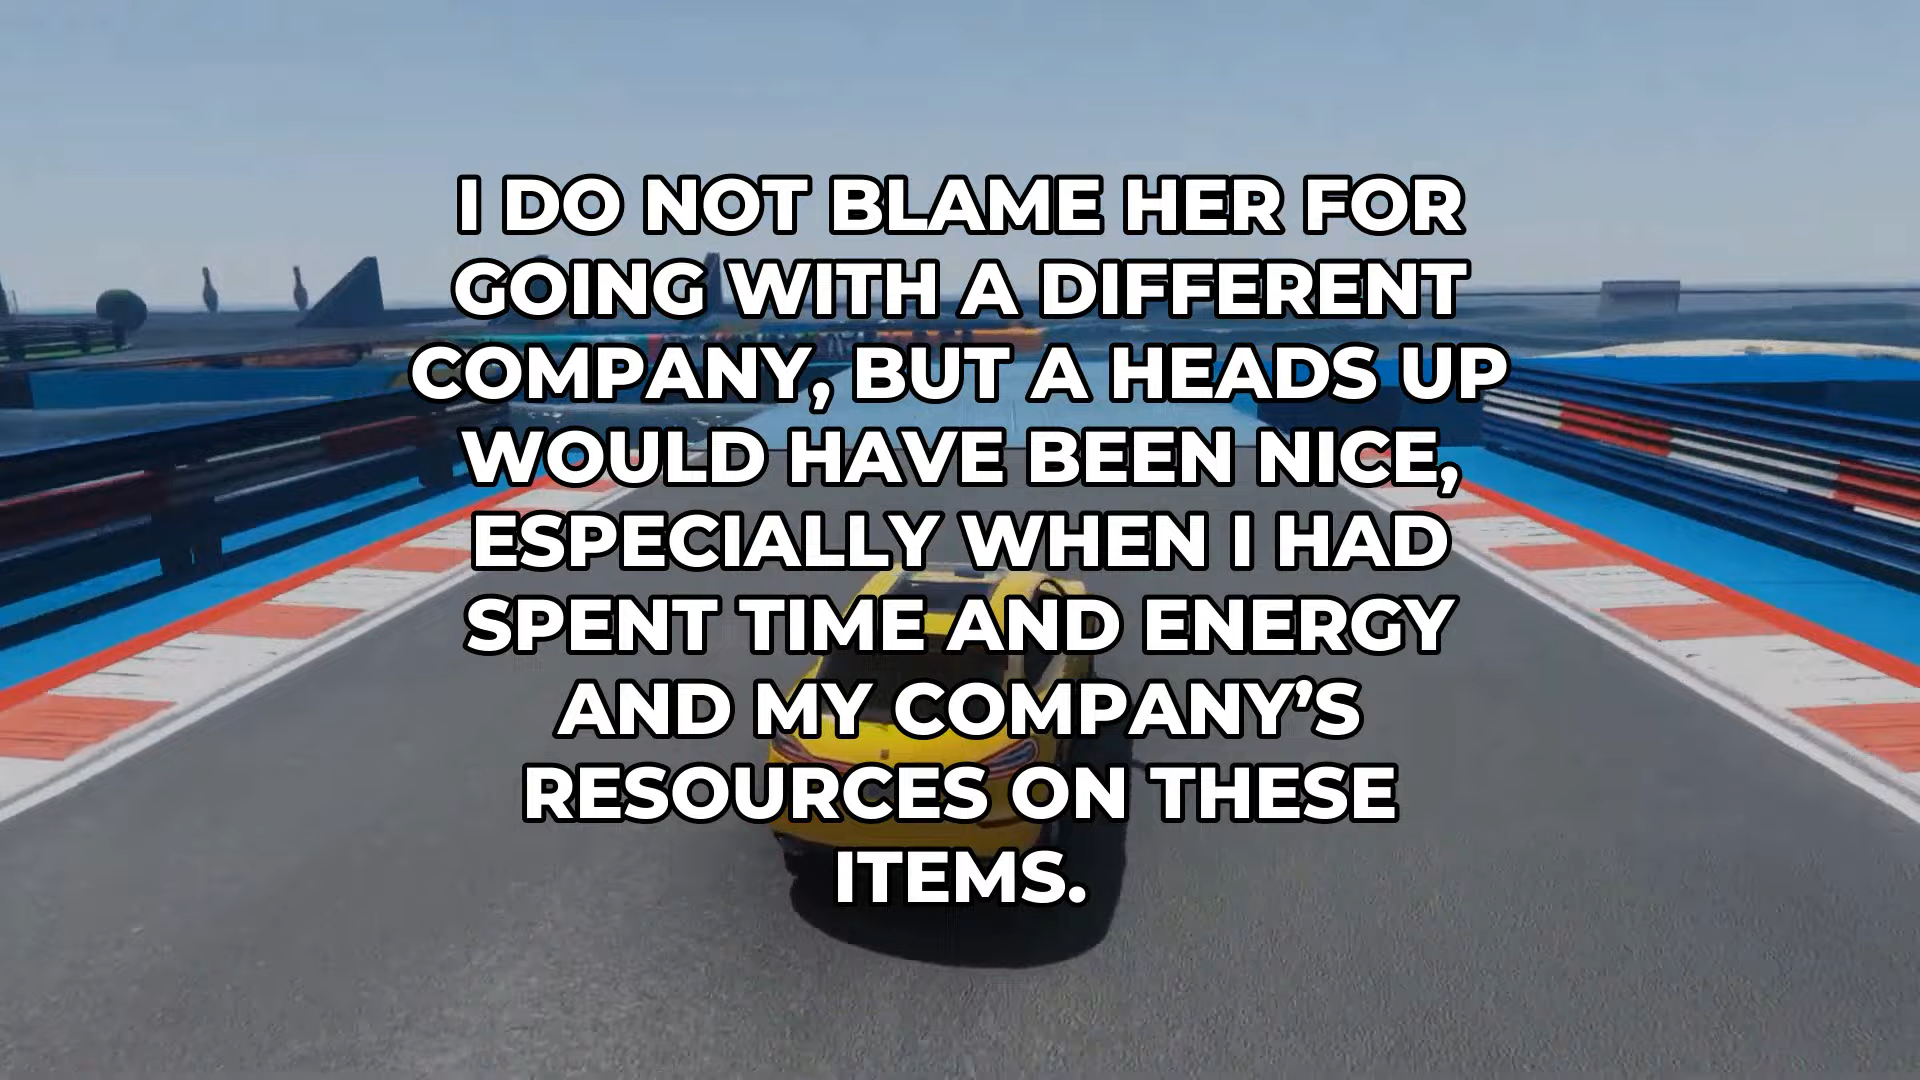 I DO NOT BLAME HER FOR
GOING WITH A DIFFERENT
COMPANY, BUT A HEADS UP
WOULD HAVE BEEN NICE,
ESPECIALLY WHEN I HAD
SPENT TIME AND ENERGY
AND MY COMPANY’S
RESOURCES ON THESE
ITEMS.